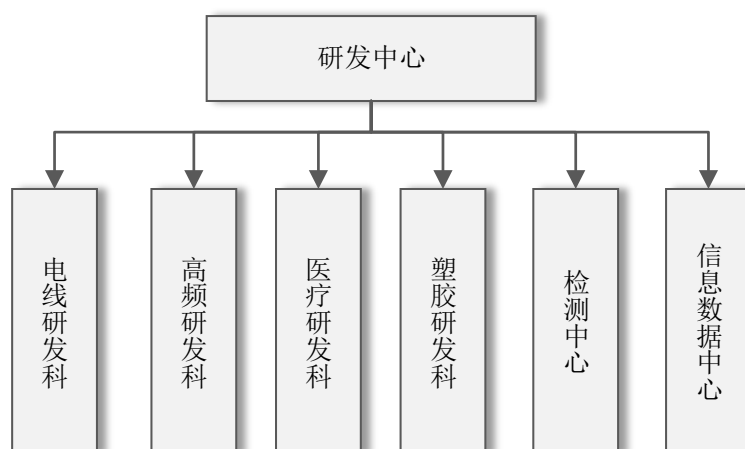 研发中心
电线研发科
高频研发科
医疗研发科
塑胶研发科
检测中心
信息数据中心